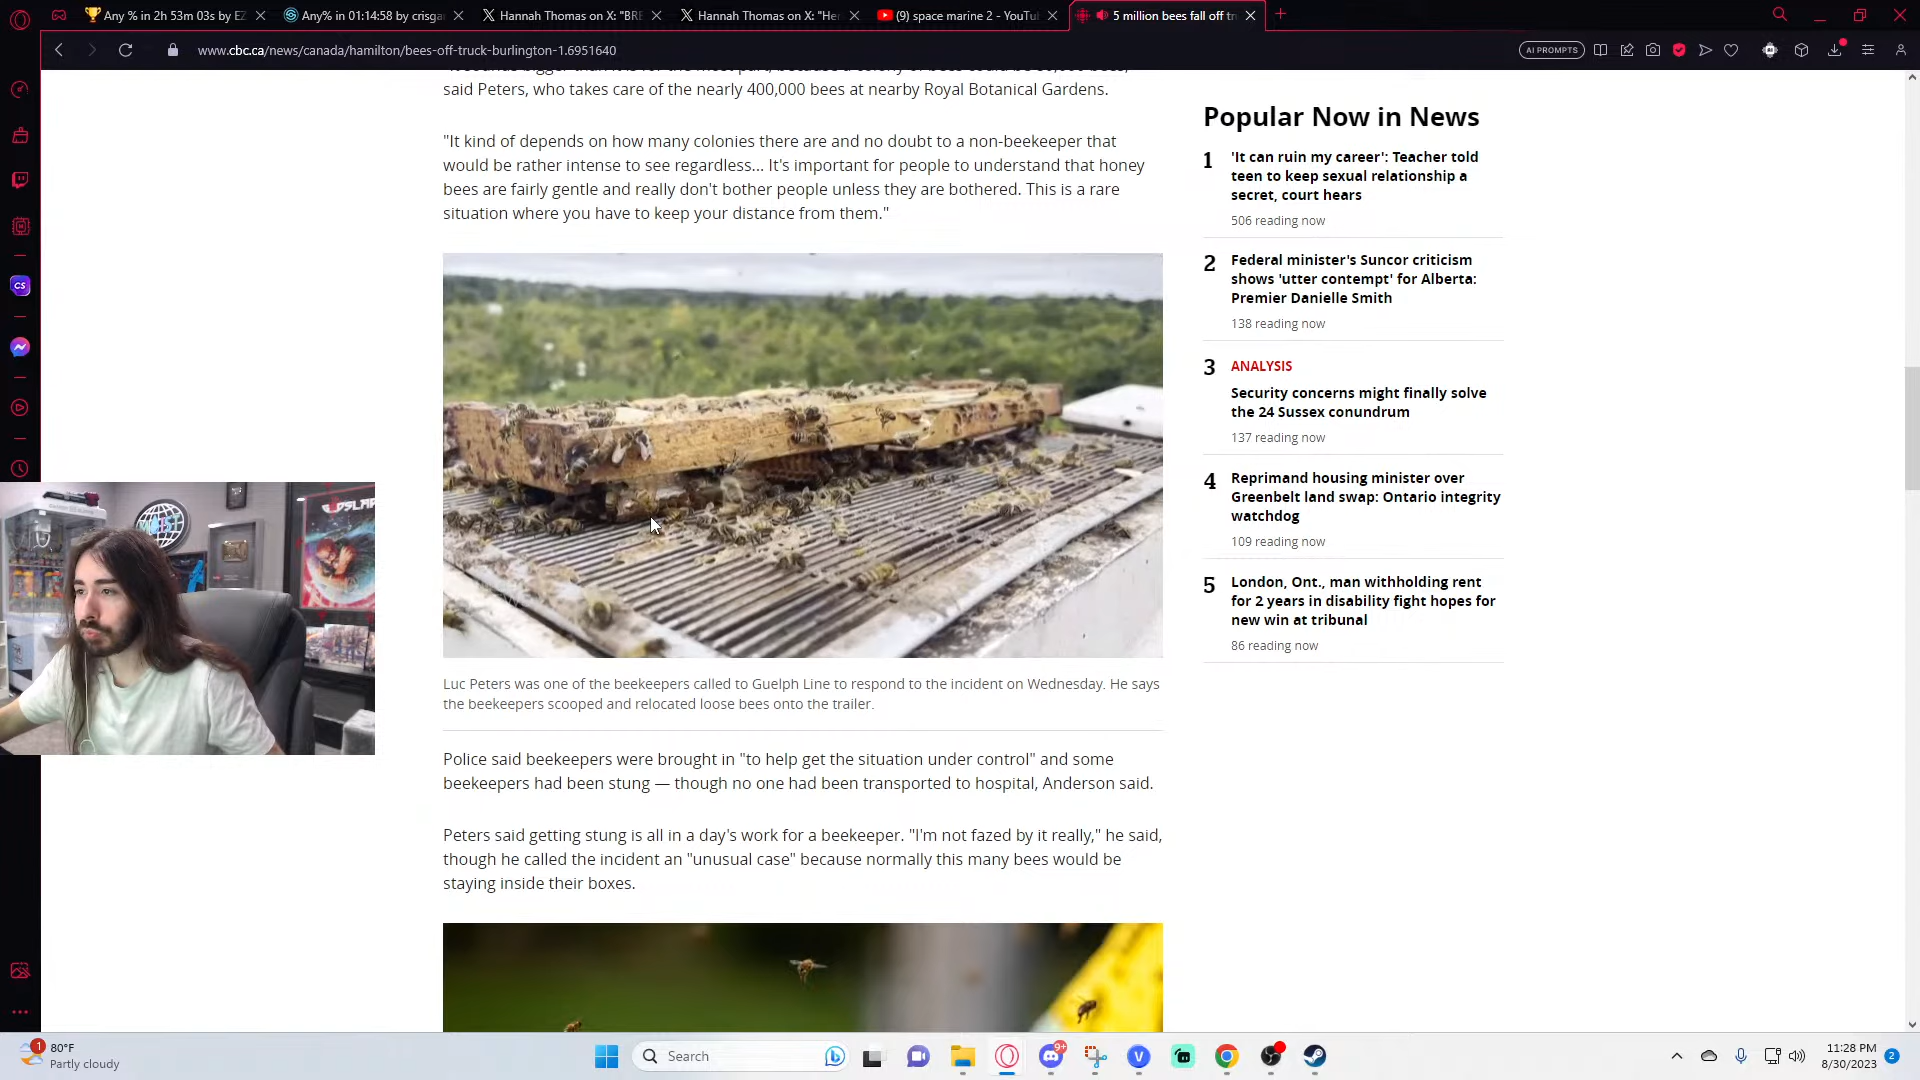 Any % in 2h 53m 03s by EZ
Any% in 01:14:58 by crisga
Hannah Thomas on X: "BRE
Hannah Thomas on X: "Her
(9) space marine 2 - YouTu
5 million bees fall off tr
www.cbc.ca/news/canada/hamilton/bees-off-truck-burlington-1.6951640
AI PROMPTS
said Peters, who takes care of the nearly 400,000 bees at nearby Royal Botanical Gardens.
"It kind of depends on how many colonies there are and no doubt to a non-beekeeper that
would be rather intense to see regardless... It's important for people to understand that honey
bees are fairly gentle and really don't bother people unless they are bothered. This is a rare
situation where you have to keep your distance from them."
Luc Peters was one of the beekeepers called to Guelph Line to respond to the incident on Wednesday. He says
the beekeepers scooped and relocated loose bees onto the trailer.
Police said beekeepers were brought in "to help get the situation under control" and some
beekeepers had been stung — though no one had been transported to hospital, Anderson said.
Peters said getting stung is all in a day's work for a beekeeper. "I'm not fazed by it really," he said,
though he called the incident an "unusual case" because normally this many bees would be
staying inside their boxes.
Popular Now in News
1
'It can ruin my career': Teacher told
teen to keep sexual relationship a
secret, court hears
506 reading now
2
Federal minister's Suncor criticism
shows 'utter contempt' for Alberta:
Premier Danielle Smith
138 reading now
3
ANALYSIS
Security concerns might finally solve
the 24 Sussex conundrum
137 reading now
4
Reprimand housing minister over
Greenbelt land swap: Ontario integrity
watchdog
109 reading now
5
London, Ont., man withholding rent
for 2 years in disability fight hopes for
new win at tribunal
86 reading now
CS
1
80°F
Partly cloudy
Search
9+
11:28 PM
8/30/2023
2